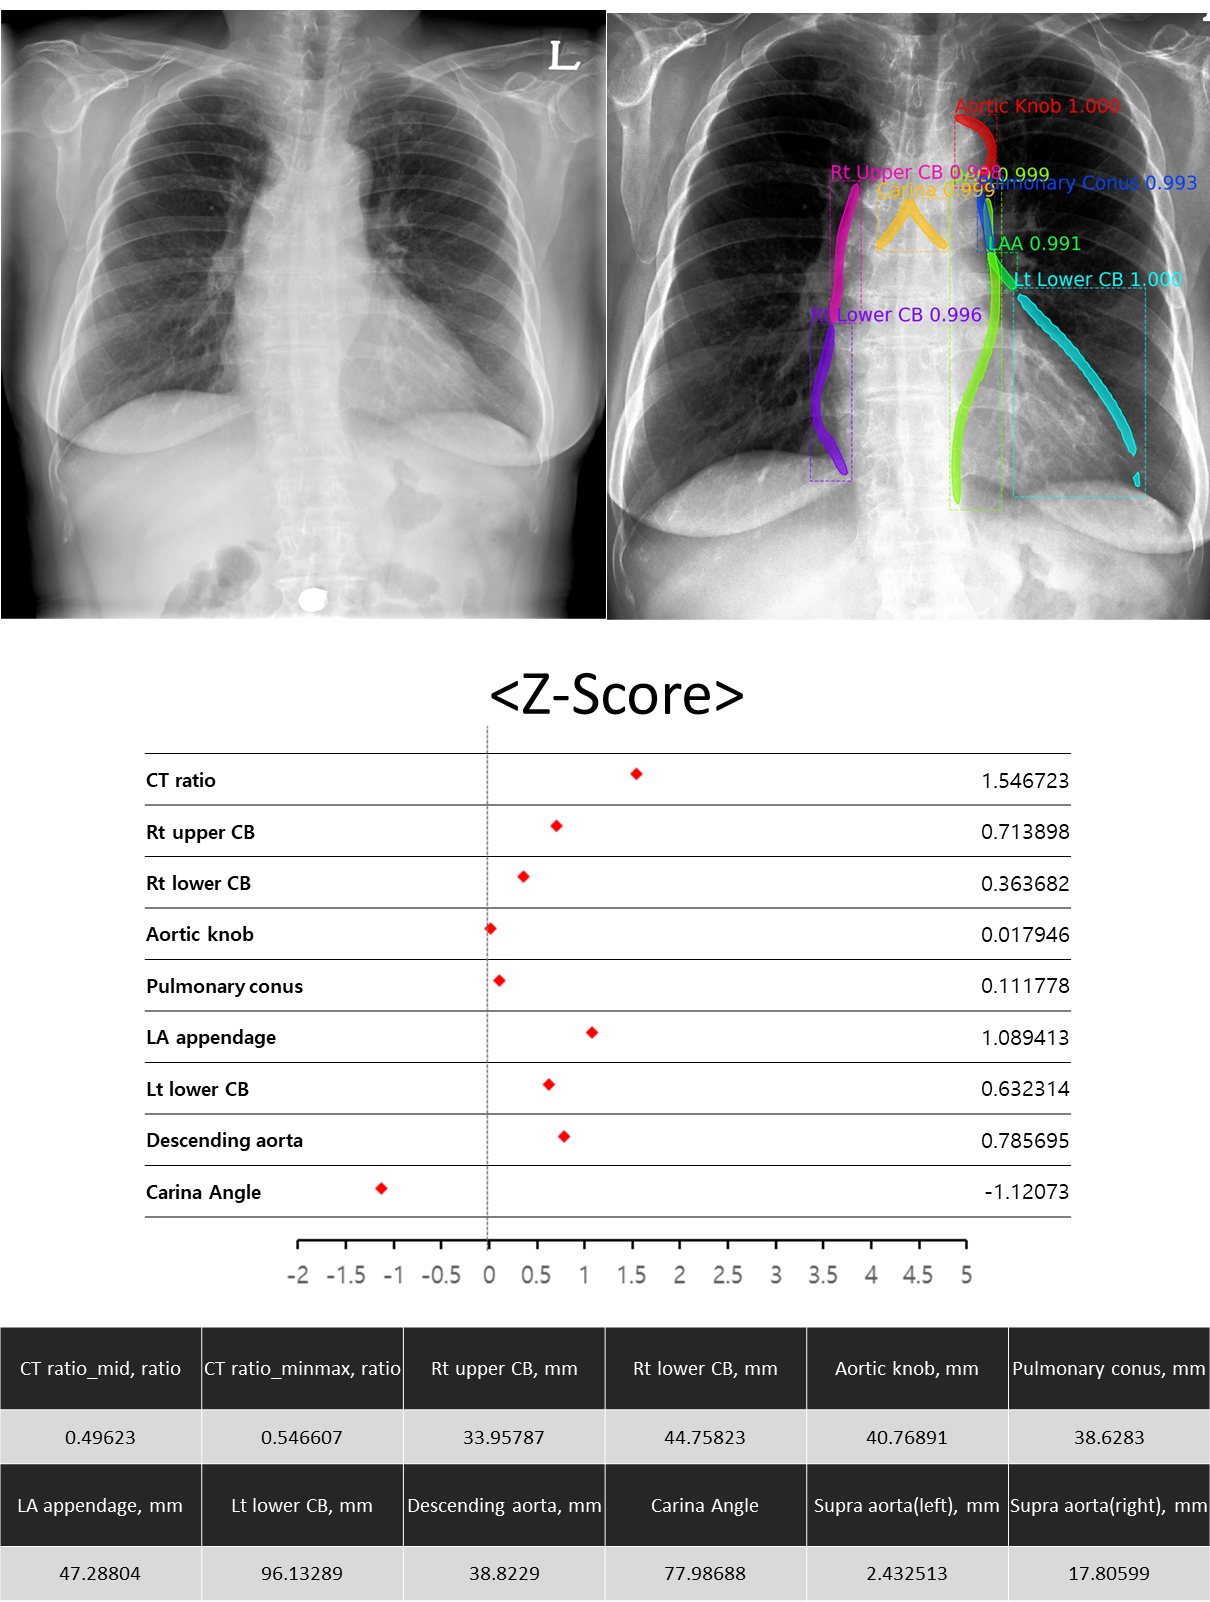 L
Aortic Knob 1.000
Rt Upper CB 0.998
0.999
Carina 0.999
Pulmonary Conus 0.993
LAA 0.991
Lt Lower CB 1.000
Rt Lower CB 0.996
<Z-Score>
CT ratio 1.546723
Rt upper CB 0.713898
Rt lower CB 0.363682
Aortic knob 0.017946
Pulmonary conus 0.111778
LA appendage 1.089413
Lt lower CB 0.632314
Descending aorta 0.785695
Carina Angle -1.12073
-2 -1.5 -1 -0.5 0 0.5 1 1.5 2 2.5 3 3.5 4 4.5 5
CT ratio_mid, ratio CT ratio_minmax, ratio Rt upper CB, mm Rt lower CB, mm Aortic knob, mm Pulmonary conus, mm
0.49623 0.546607 33.95787 44.75823 40.76891 38.6283
LA appendage, mm Lt lower CB, mm Descending aorta, mm Carina Angle Supra aorta(left), mm Supra aorta(right), mm
47.28804 96.13289 38.8229 77.98688 2.432513 17.80599